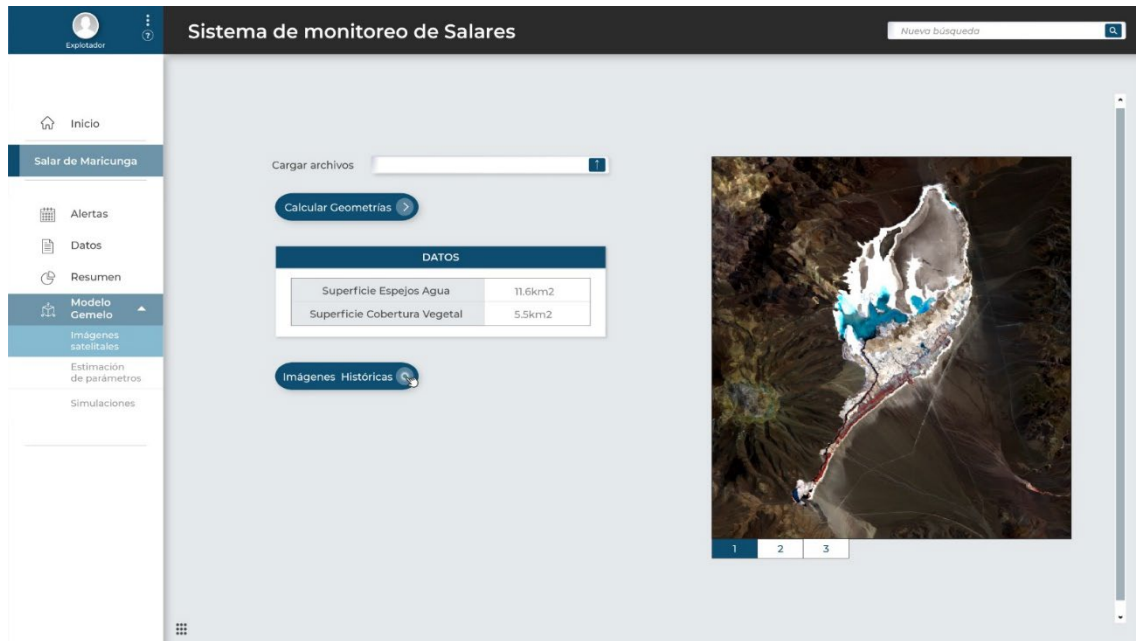 Explotador
?
Sistema de monitoreo de Salares
Nueva búsqueda
Inicio
Salar de Maricunga
Alertas
Datos
Resumen
Modelo
Gemelo
Imágenes
satelitales
Estimación
de parámetros
Simulaciones
Cargar archivos
Calcular Geometrías
DATOS
Superficie Espejos Agua 11.6km2
Superficie Cobertura Vegetal 5.5km2
Imágenes Históricas
1 2 3